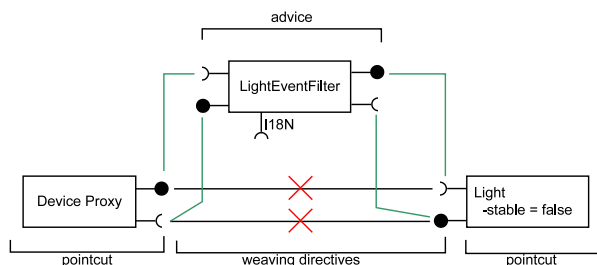 advice
LightEventFilter
I18N
Device Proxy
Light
-stable = false
pointcut
weaving directives
pointcut